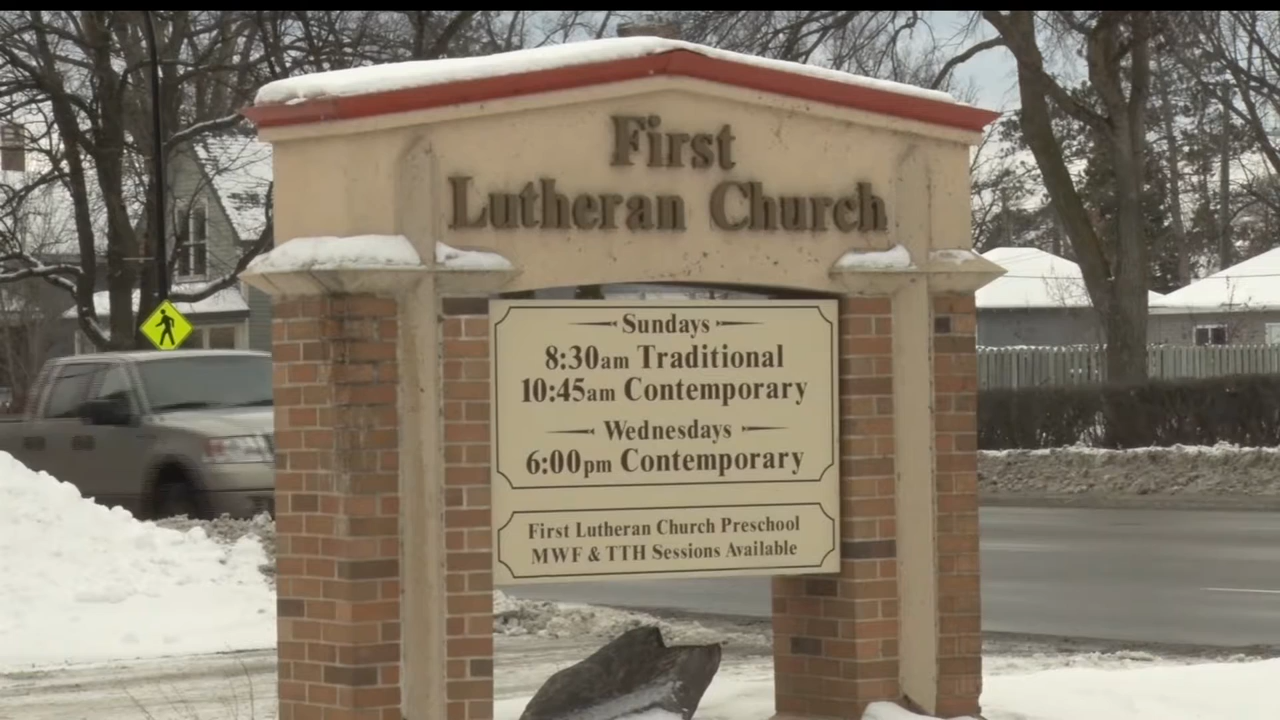 First
Lutheran Church
Sundays
8:30am Traditional
10:45am Contemporary
Wednesdays
6:00pm Contemporary
First Lutheran Church Preschool
MWF & TTH Sessions Available